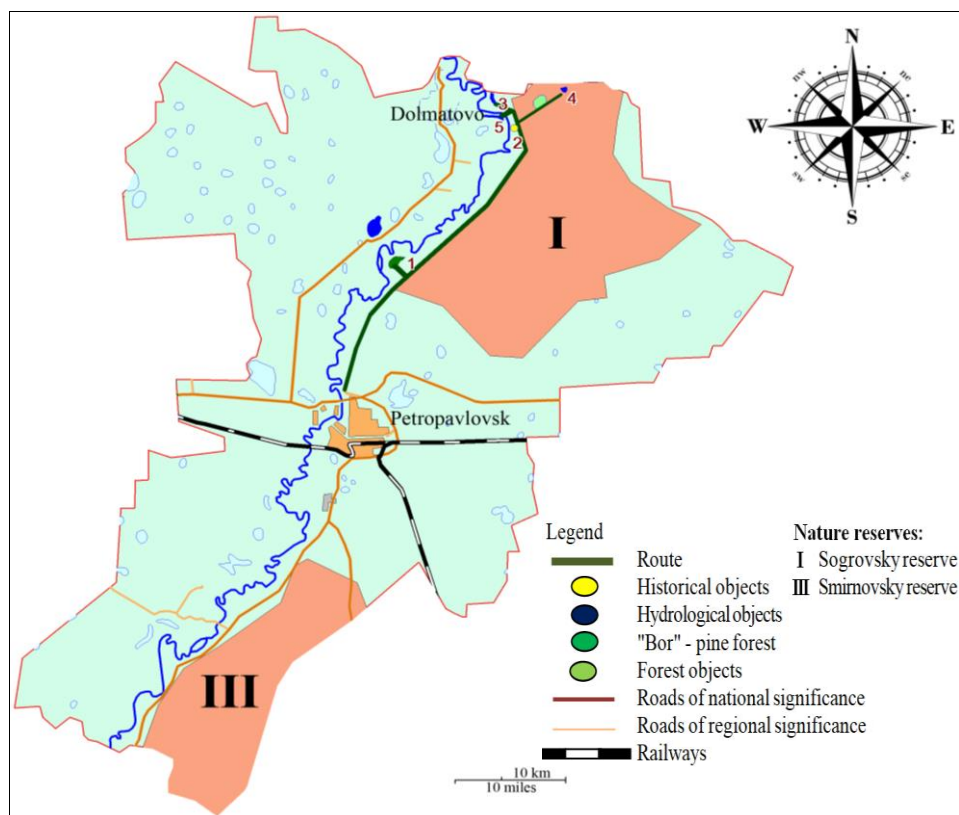 N
nw
ne
W
E
sw
se
S
3
4
Dolmatovo
5
2
I
1
Petropavlovsk
III
Legend
Route
Historical objects
Hydrological objects
"Bor" - pine forest
Forest objects
Roads of national significance
Roads of regional significance
Railways
Nature reserves:
I Sogrovsky reserve
III Smirnovsky reserve
10 km
10 miles